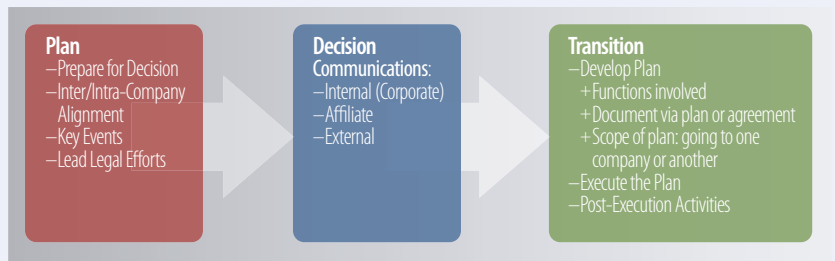 Plan
–Prepare for Decision
–Inter/Intra-Company
Alignment
–Key Events
–Lead Legal Efforts
Decision
Communications:
–Internal (Corporate)
–Affiliate
–External
Transition
–Develop Plan
+Functions involved
+Document via plan or agreement
+Scope of plan: going to one
company or another
–Execute the Plan
–Post-Execution Activities